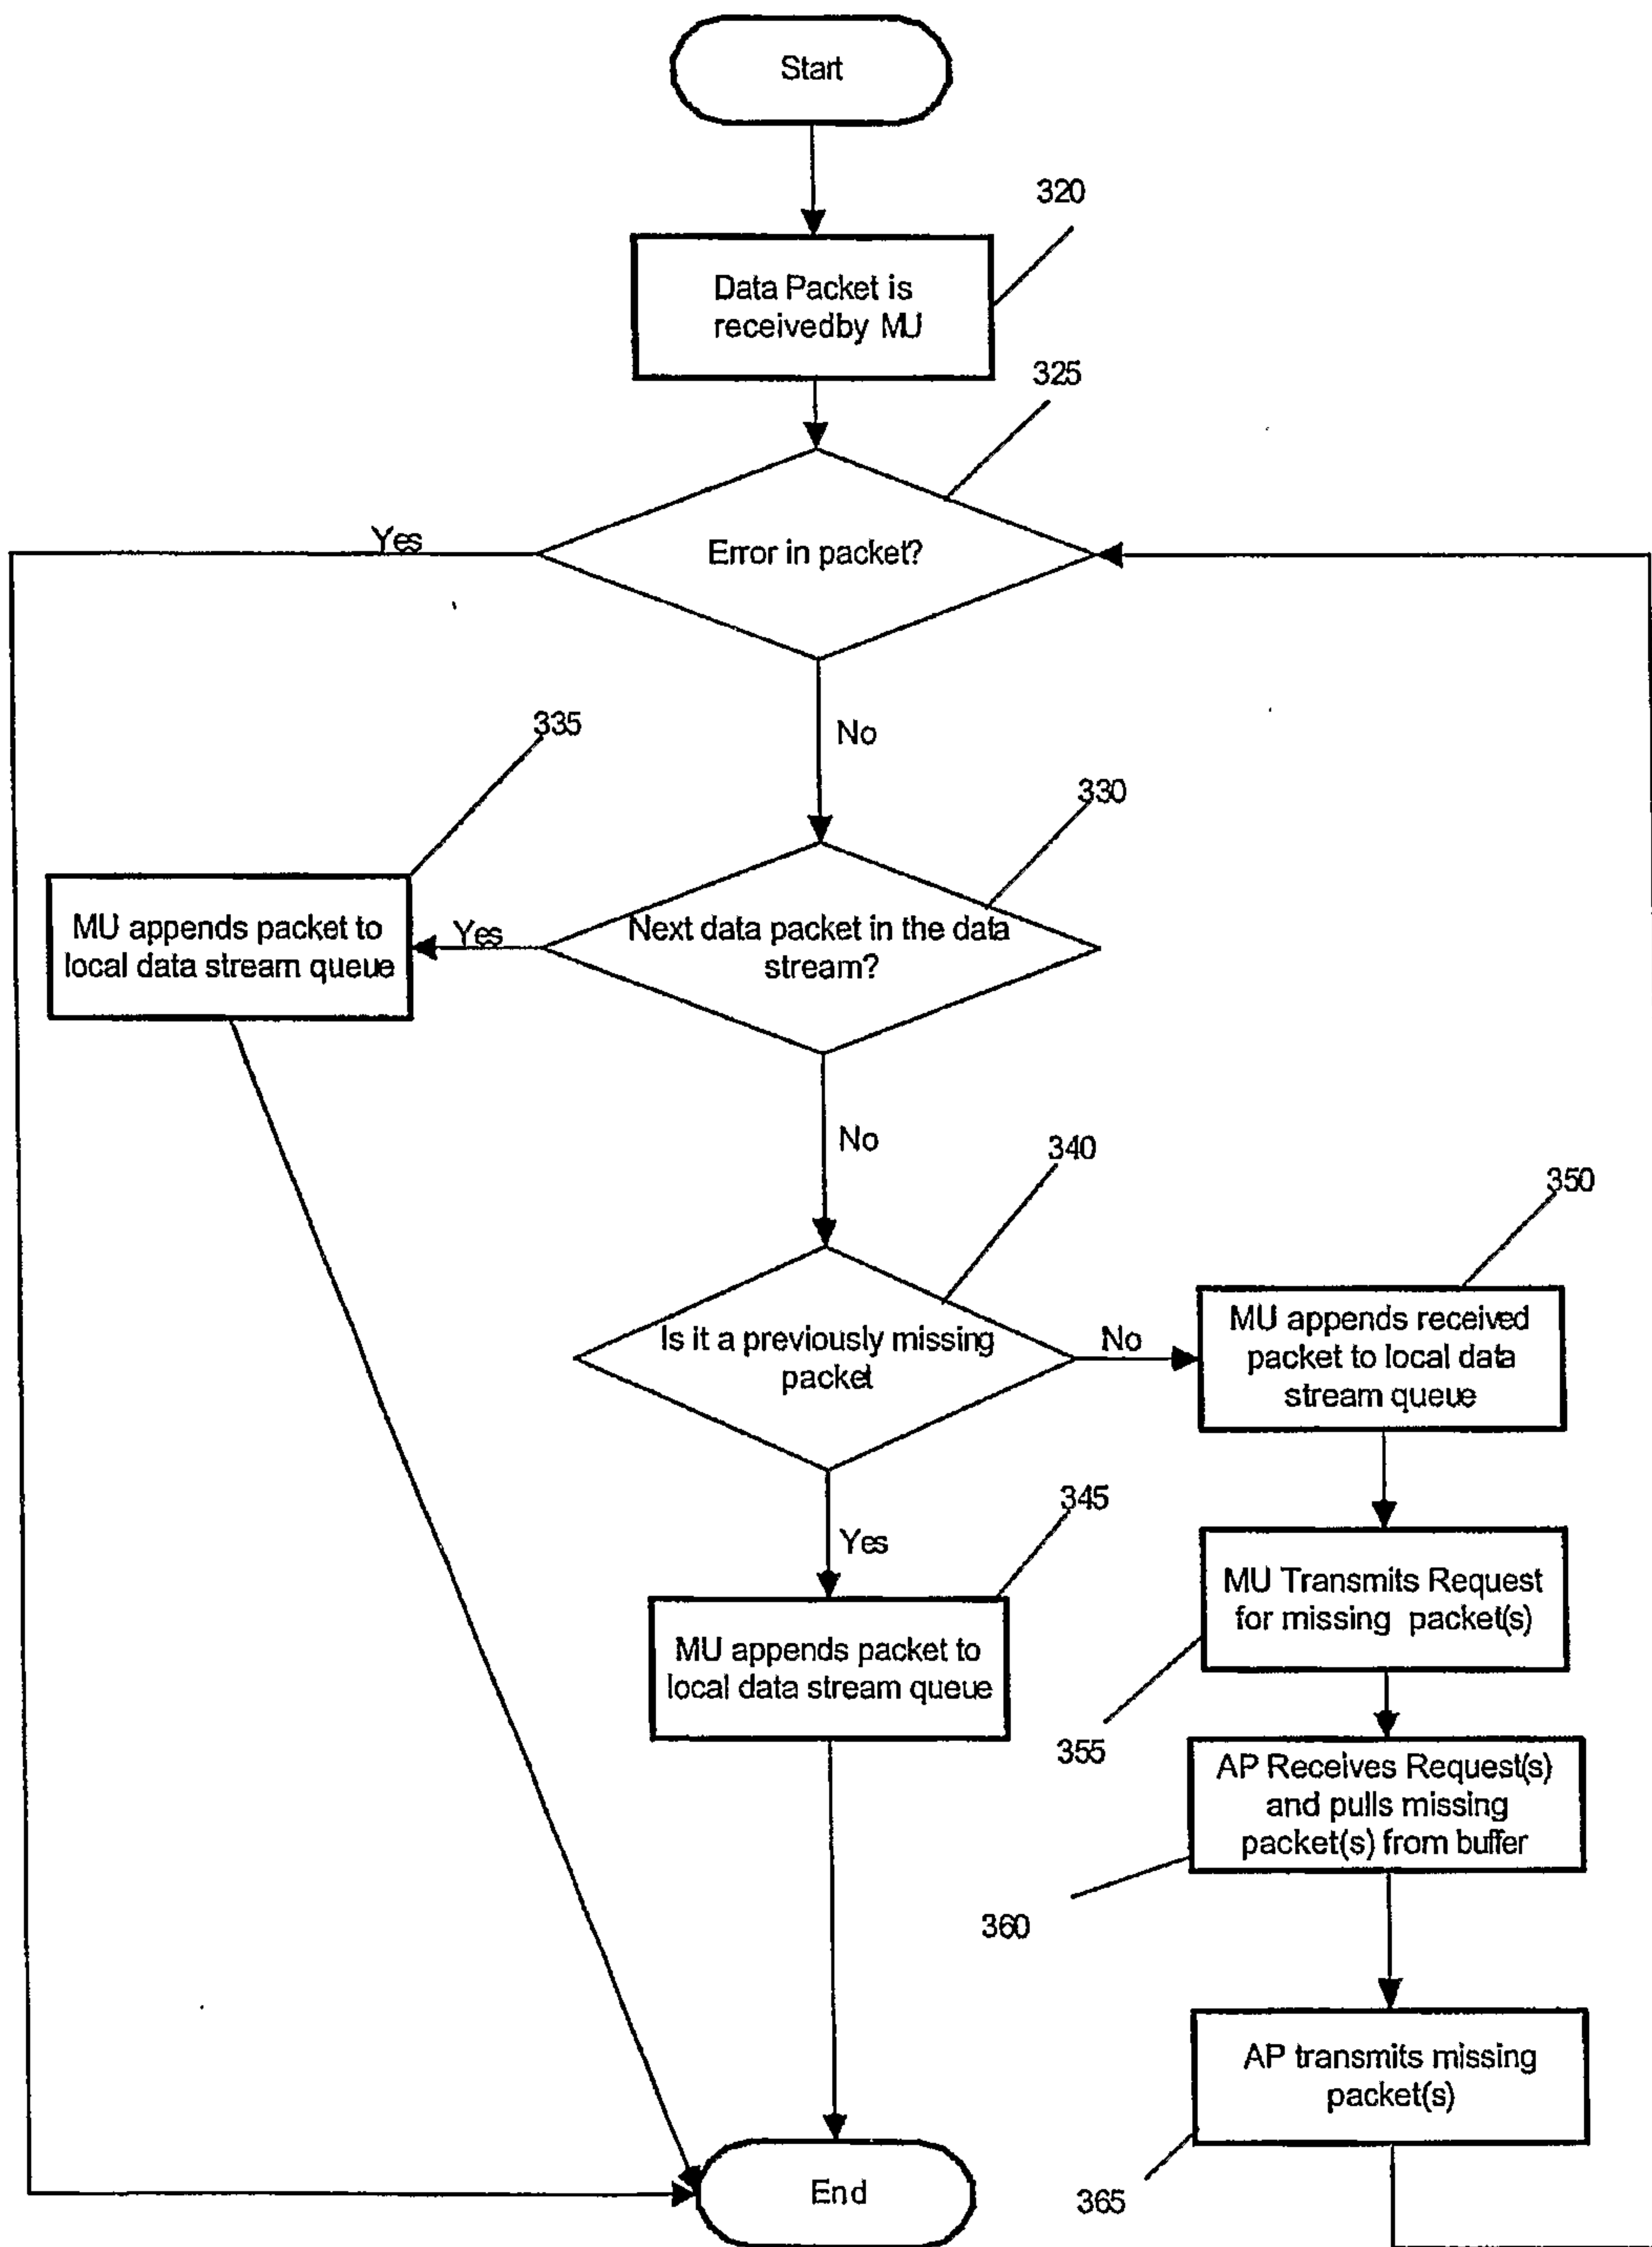 Start
320
Data Packet is
receivedby MU
325
Yes
Error in packet?
No
335
330
MU appends packet to
local data stream queue
Yes
Next data packet in the data
stream?
No
340
350
Is it a previously missing
packet
No
MU appends received
packet to local data
stream queue
Yes
345
MU appends packet to
local data stream queue
MU Transmits Request
for missing packet(s)
355
AP Receives Request(s)
and pulls missing
packet(s) from buffer
360
AP transmits missing
packet(s)
365
End